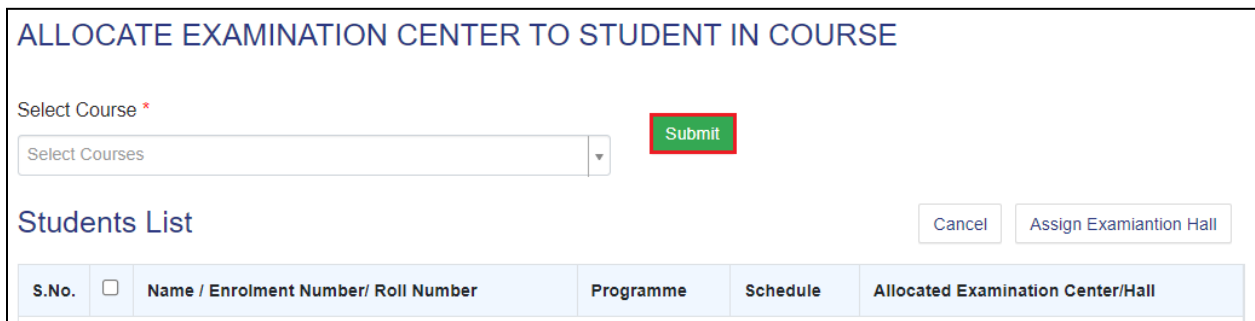 ALLOCATE EXAMINATION CENTER TO STUDENT IN COURSE
Select Course *
Submit
Select Courses
Students List
Cancel
Assign Examiantion Hall
S.No.
Name / Enrolment Number/ Roll Number
Programme
Schedule
Allocated Examination Center/Hall